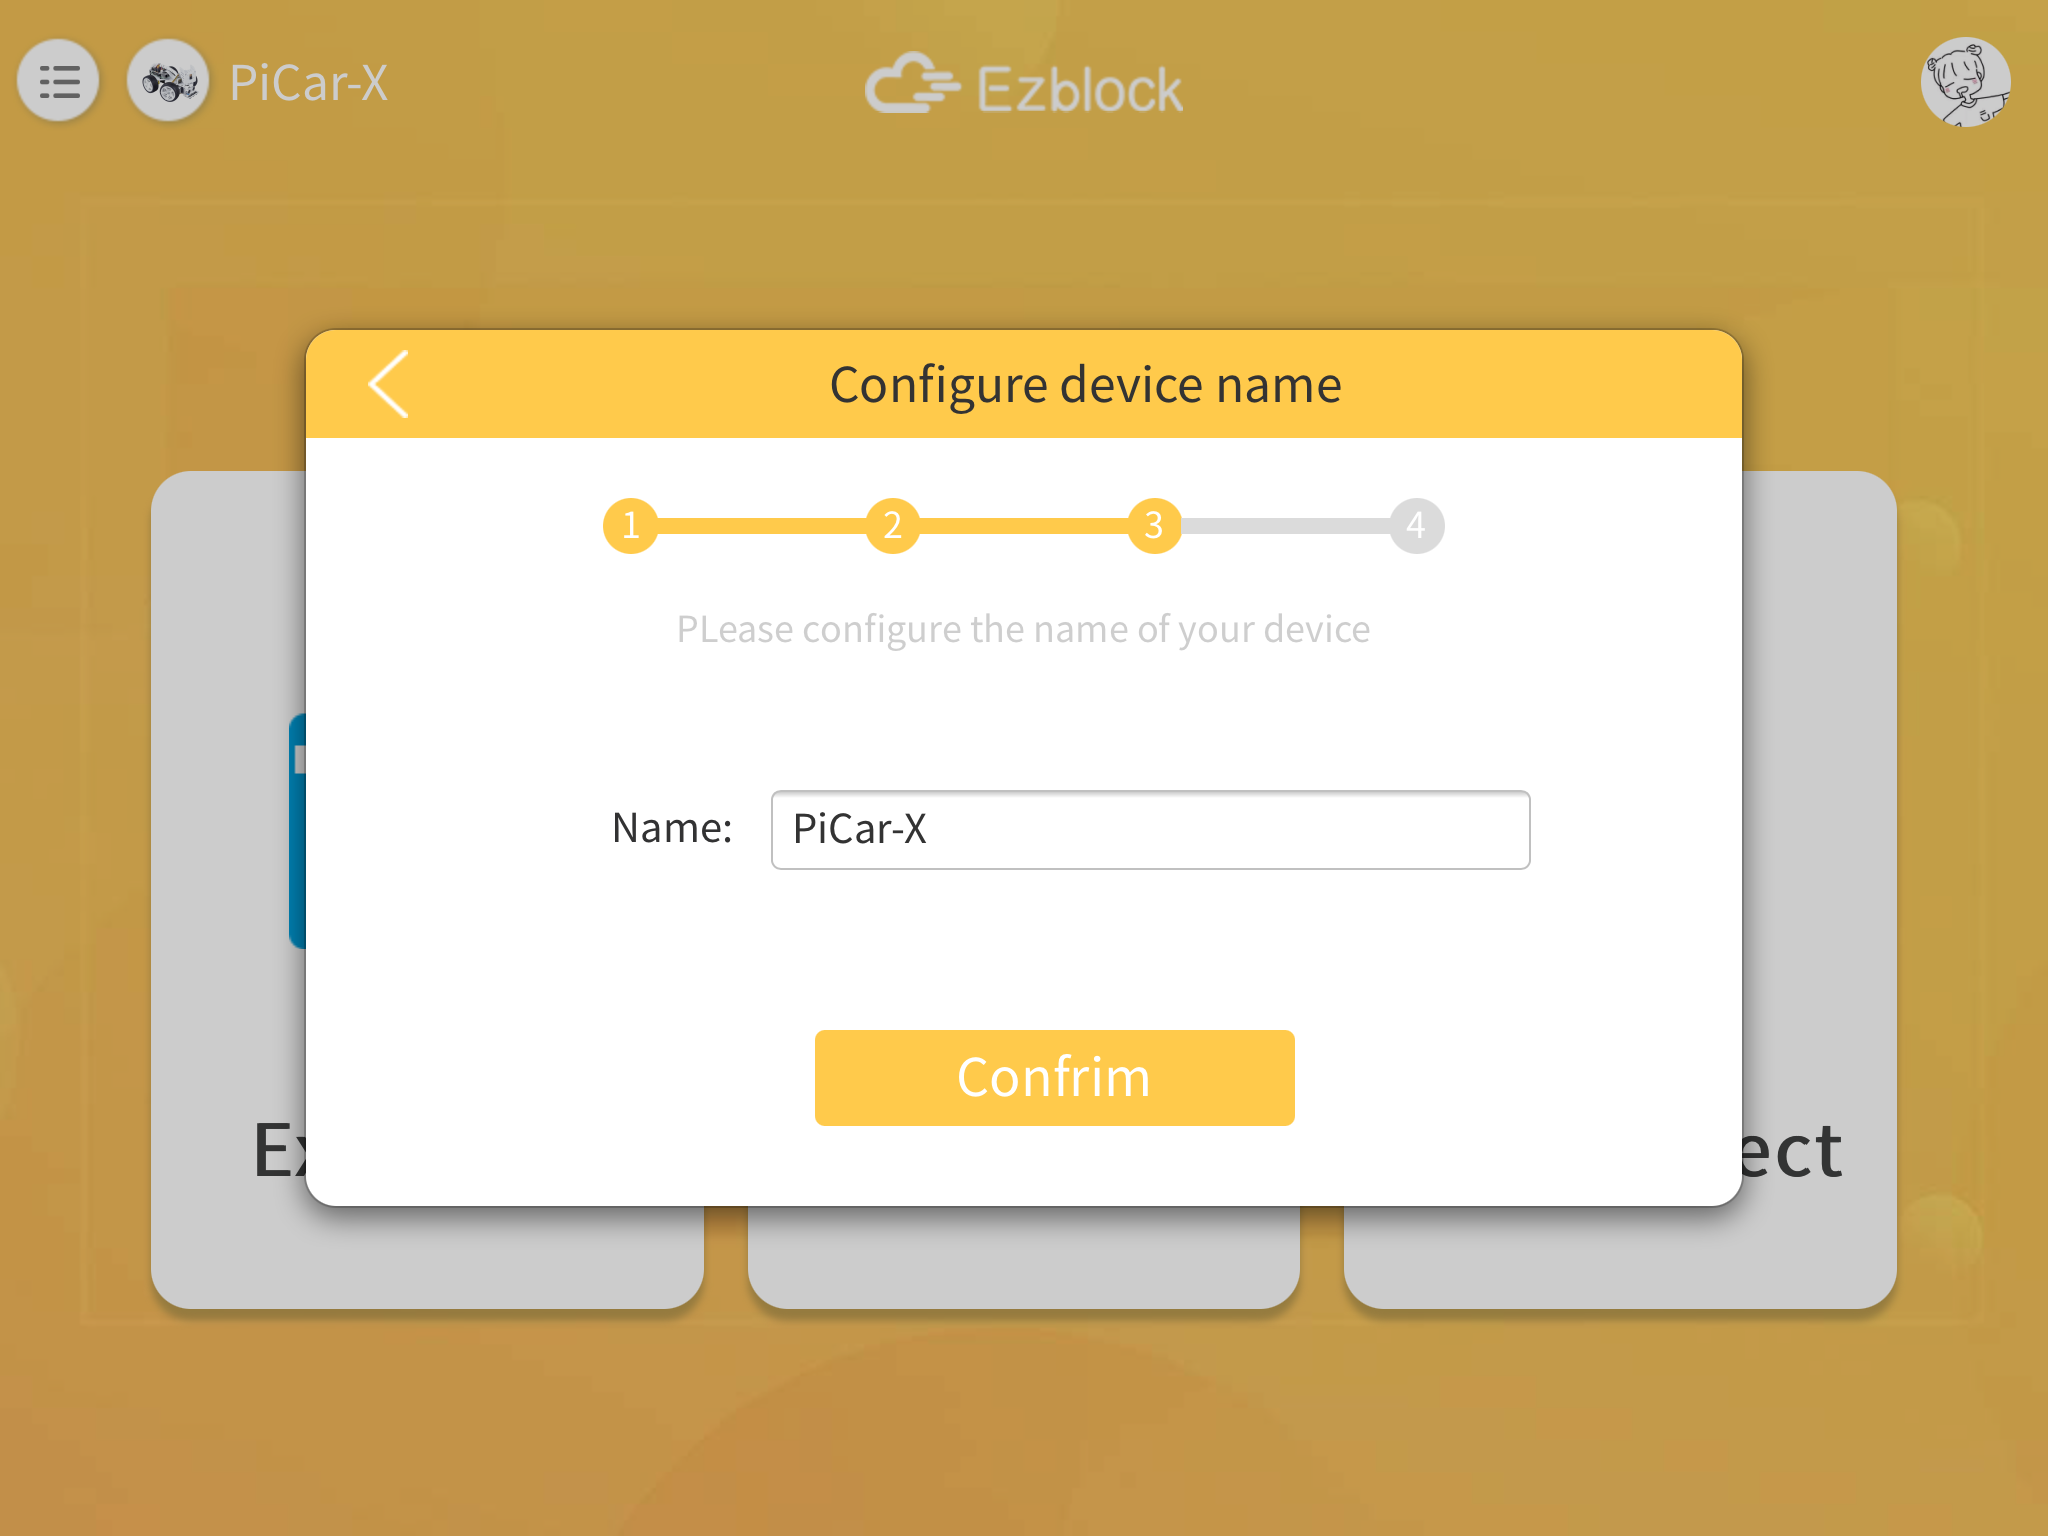 PiCar-X
Ezblock
Configure device name
1 2 3 4
PLease configure the name of your device
Name: PiCar-X
Confrim
Ex
ect